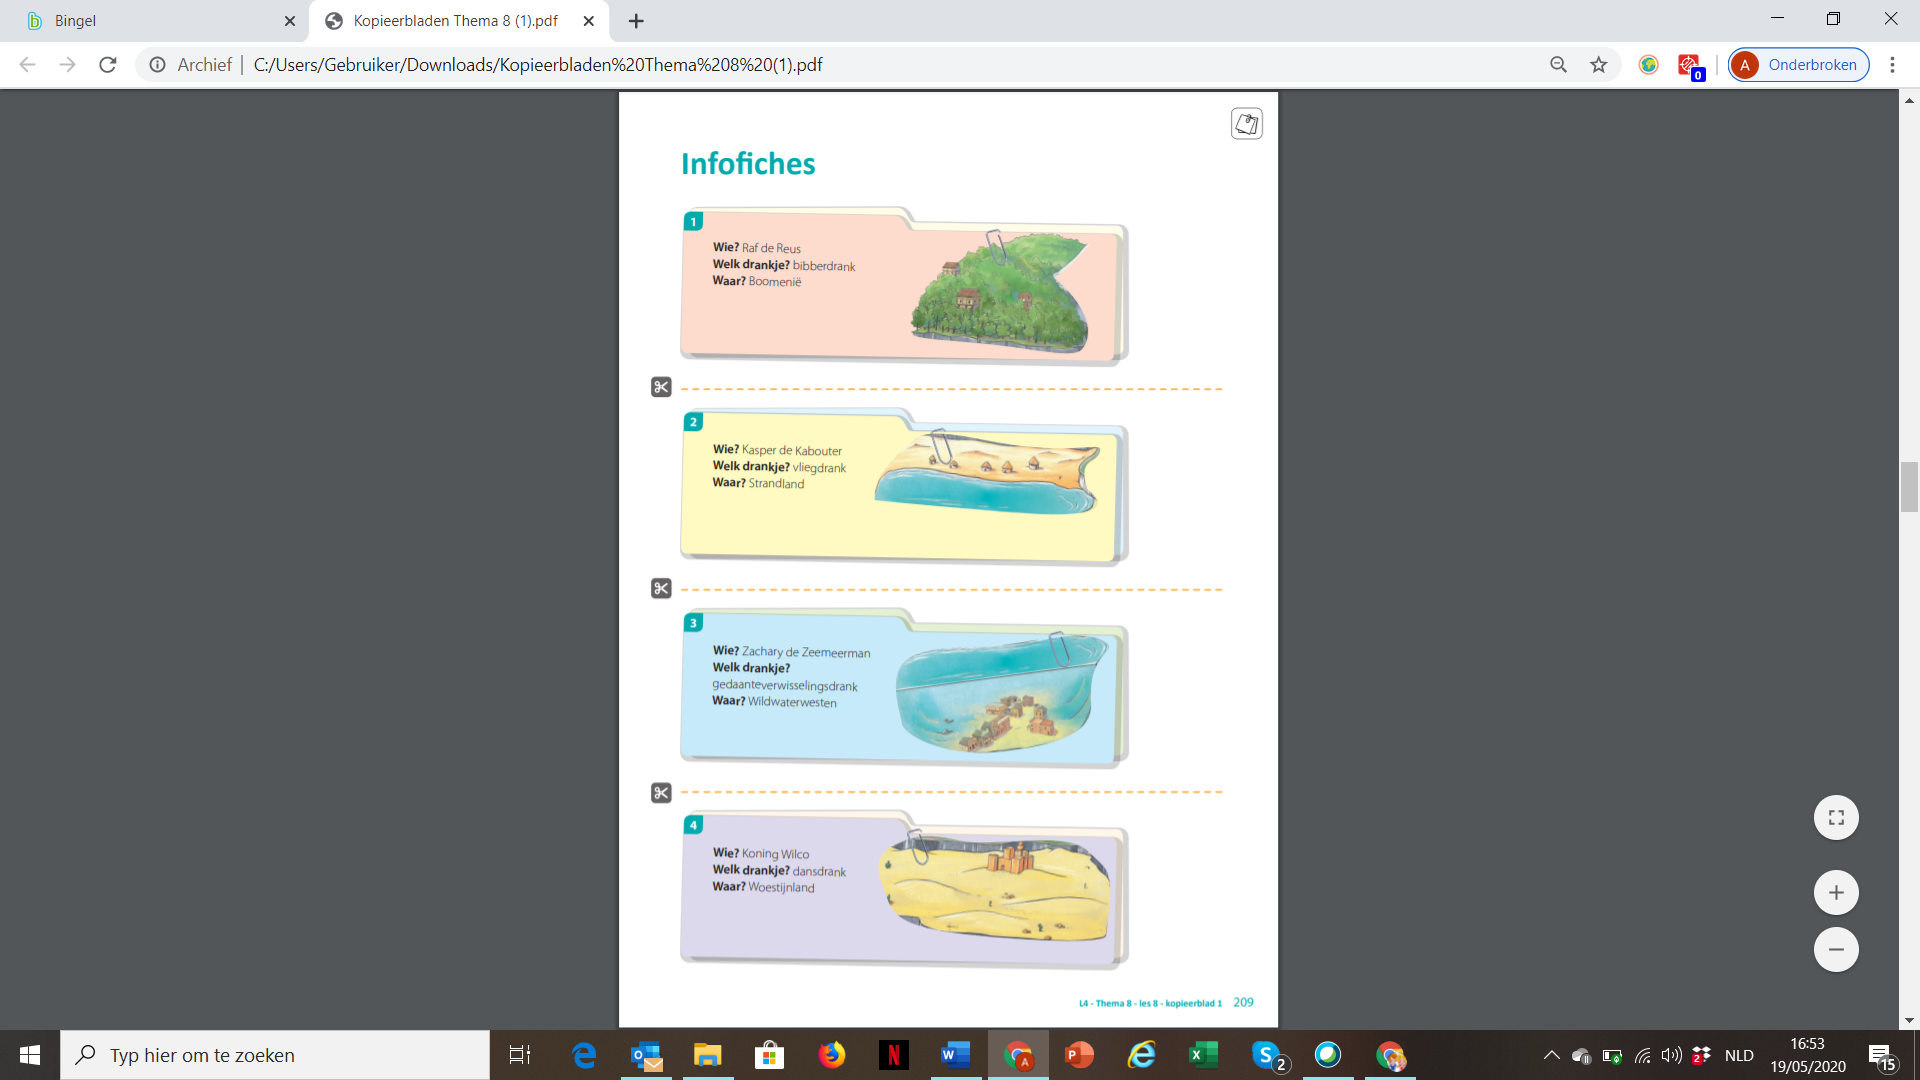 Bingel
Kopieerbladen Thema 8 (1).pdf
Archief | C:/Users/Gebruiker/Downloads/Kopieerbladen%20Thema%208%20(1).pdf
0
A Onderbroken
Infofiches
1
Wie? Raf de Reus
Welk drankje? bibberdrank
Waar? Boomenië
2
Wie? Kasper de Kabouter
Welk drankje? vliegdrank
Waar? Strandland
3
Wie? Zachary de Zeemeerman
Welk drankje?
gedaanteverwisselingsdrank
Waar? Wildwaterwesten
4
Wie? Koning Wilco
Welk drankje? dansdrank
Waar? Woestijnland
L4 - Thema 8 - les 8 - kopieerblad 1 209
Typ hier om te zoeken
2
2
NLD
16:53
19/05/2020
15